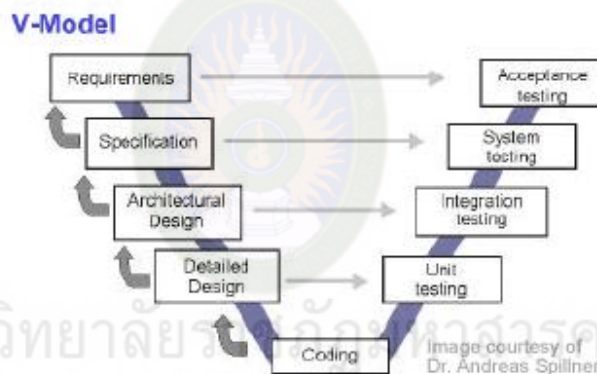 V-Model
Requirements
Acceptance
testing
Specification
System
testing
Architectural
Design
Integration
testing
Detailed
Design
Unit
testing
Coding
Image courtesy of
Dr. Andreas Spillner